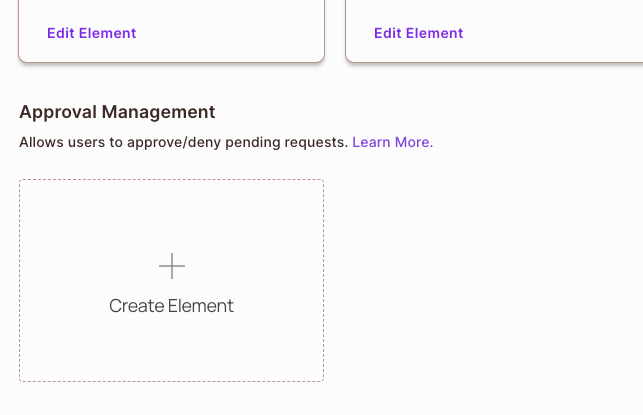 Edit Element
Edit Element
Approval Management
Allows users to approve/deny pending requests. Learn More.
Create Element